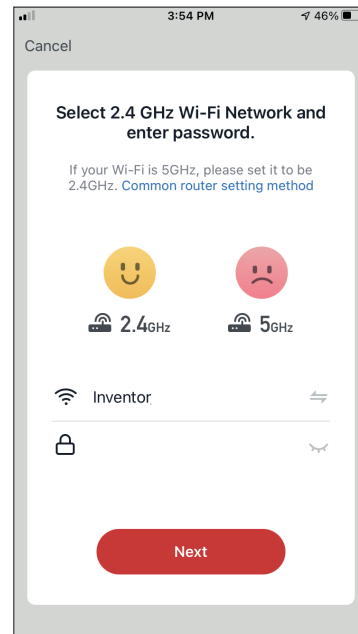 3:54 PM 46%
Cancel
Select 2.4 GHz Wi-Fi Network and
enter password.
If your Wi-Fi is 5GHz, please set it to be
2.4GHz. Common router setting method
2.4GHz 5GHz
Inventor
Next